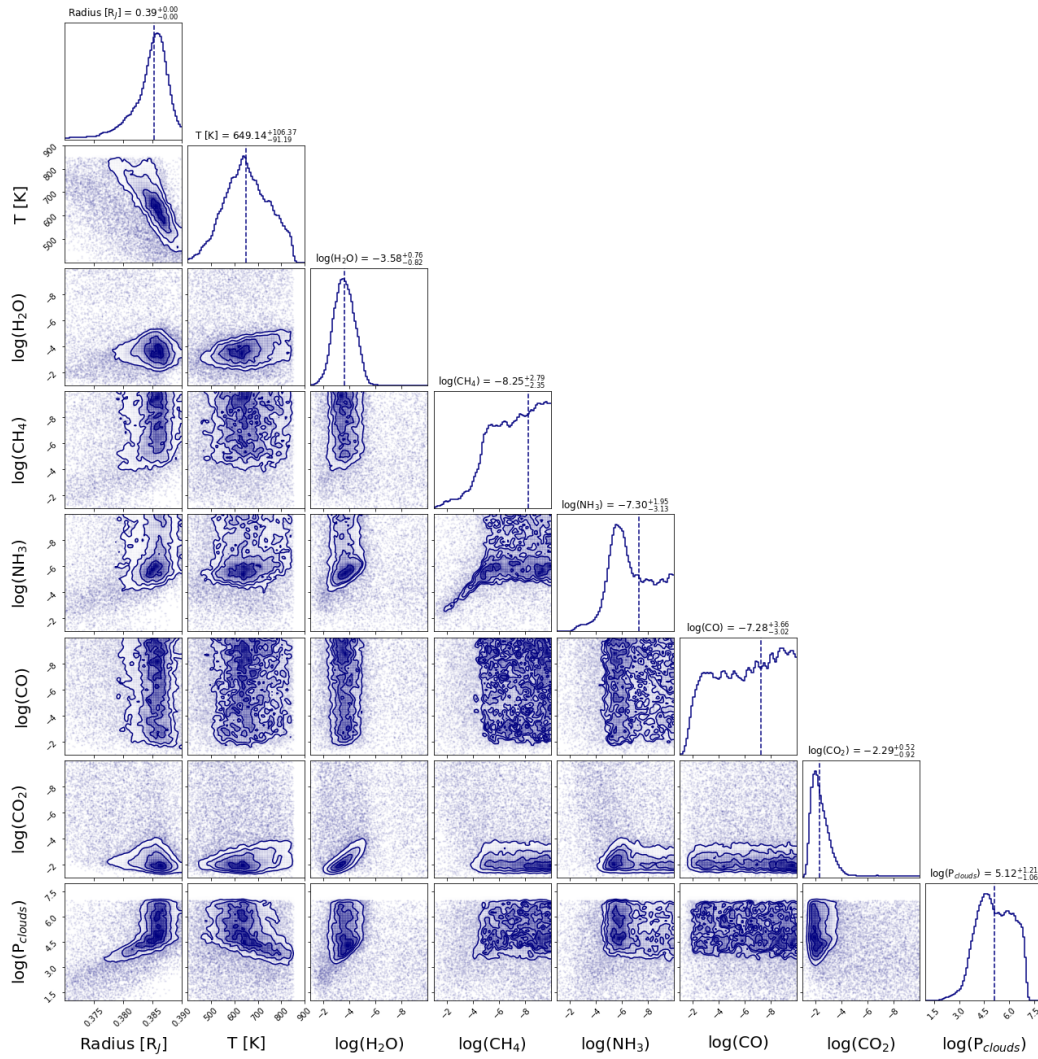 Radius [R_J] = 0.39^{+0.00}_{-0.00}
T [K] = 649.14^{+106.37}_{-91.19}
900
800
700
600
500
T [K]
log(H₂O) = −3.58^{+0.76}_{-0.82}
−8
−6
−4
−2
log(H₂O)
log(CH₄) = −8.25^{+2.79}_{-2.35}
−8
−6
−4
−2
log(CH₄)
log(NH₃) = −7.30^{+1.95}_{-3.13}
−8
−6
−4
−2
log(NH₃)
log(CO) = −7.28^{+3.66}_{-3.02}
−8
−6
−4
−2
log(CO)
log(CO₂) = −2.29^{+0.52}_{-0.92}
−8
−6
−4
−2
log(CO₂)
log(P_{clouds}) = 5.12^{+1.21}_{-1.06}
7.5
6.0
4.5
3.0
1.5
log(P_{clouds})
0.375 0.380 0.385 0.390 500 600 700 800 900 −2 −4 −6 −8 −2 −4 −6 −8 −2 −4 −6 −8 −2 −4 −6 −8 −2 −4 −6 −8 1.5 3.0 4.5 6.0 7.5
Radius [R_J] T [K] log(H₂O) log(CH₄) log(NH₃) log(CO) log(CO₂) log(P_{clouds})